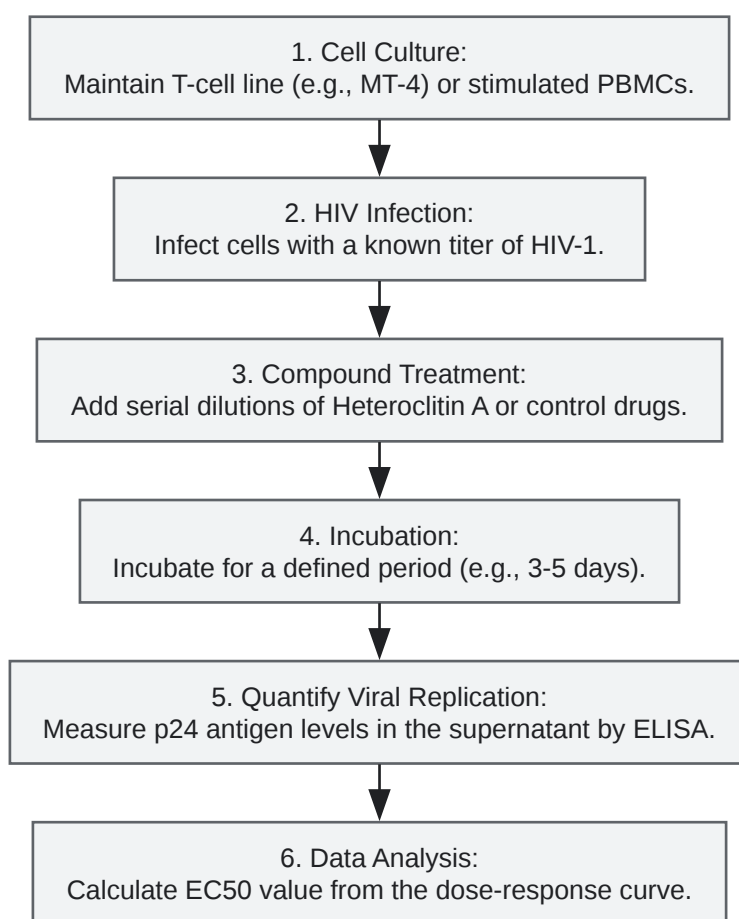 1. Cell Culture:
Maintain T-cell line (e.g., MT-4) or stimulated PBMCs.
2. HIV Infection:
Infect cells with a known titer of HIV-1.
3. Compound Treatment:
Add serial dilutions of Heteroclitin A or control drugs.
4. Incubation:
Incubate for a defined period (e.g., 3-5 days).
5. Quantify Viral Replication:
Measure p24 antigen levels in the supernatant by ELISA.
6. Data Analysis:
Calculate EC50 value from the dose-response curve.